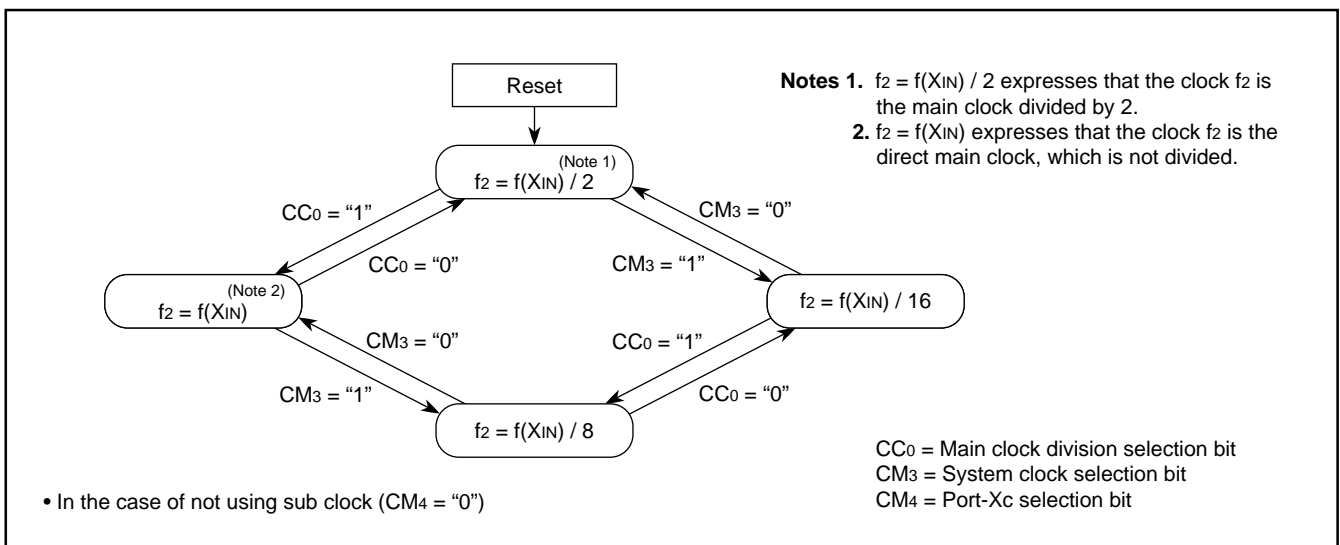 Reset
Notes 1. f2 = f(XIN) / 2 expresses that the clock f2 is
the main clock divided by 2.
2. f2 = f(XIN) expresses that the clock f2 is the
direct main clock, which is not divided.
(Note 1)
f2 = f(XIN) / 2
CC0 = “1”
CC0 = “0”
CM3 = “0”
CM3 = “1”
(Note 2)
f2 = f(XIN)
f2 = f(XIN) / 16
CM3 = “0”
CM3 = “1”
CC0 = “1”
CC0 = “0”
f2 = f(XIN) / 8
CC0 = Main clock division selection bit
CM3 = System clock selection bit
CM4 = Port-Xc selection bit
• In the case of not using sub clock (CM4 = “0”)